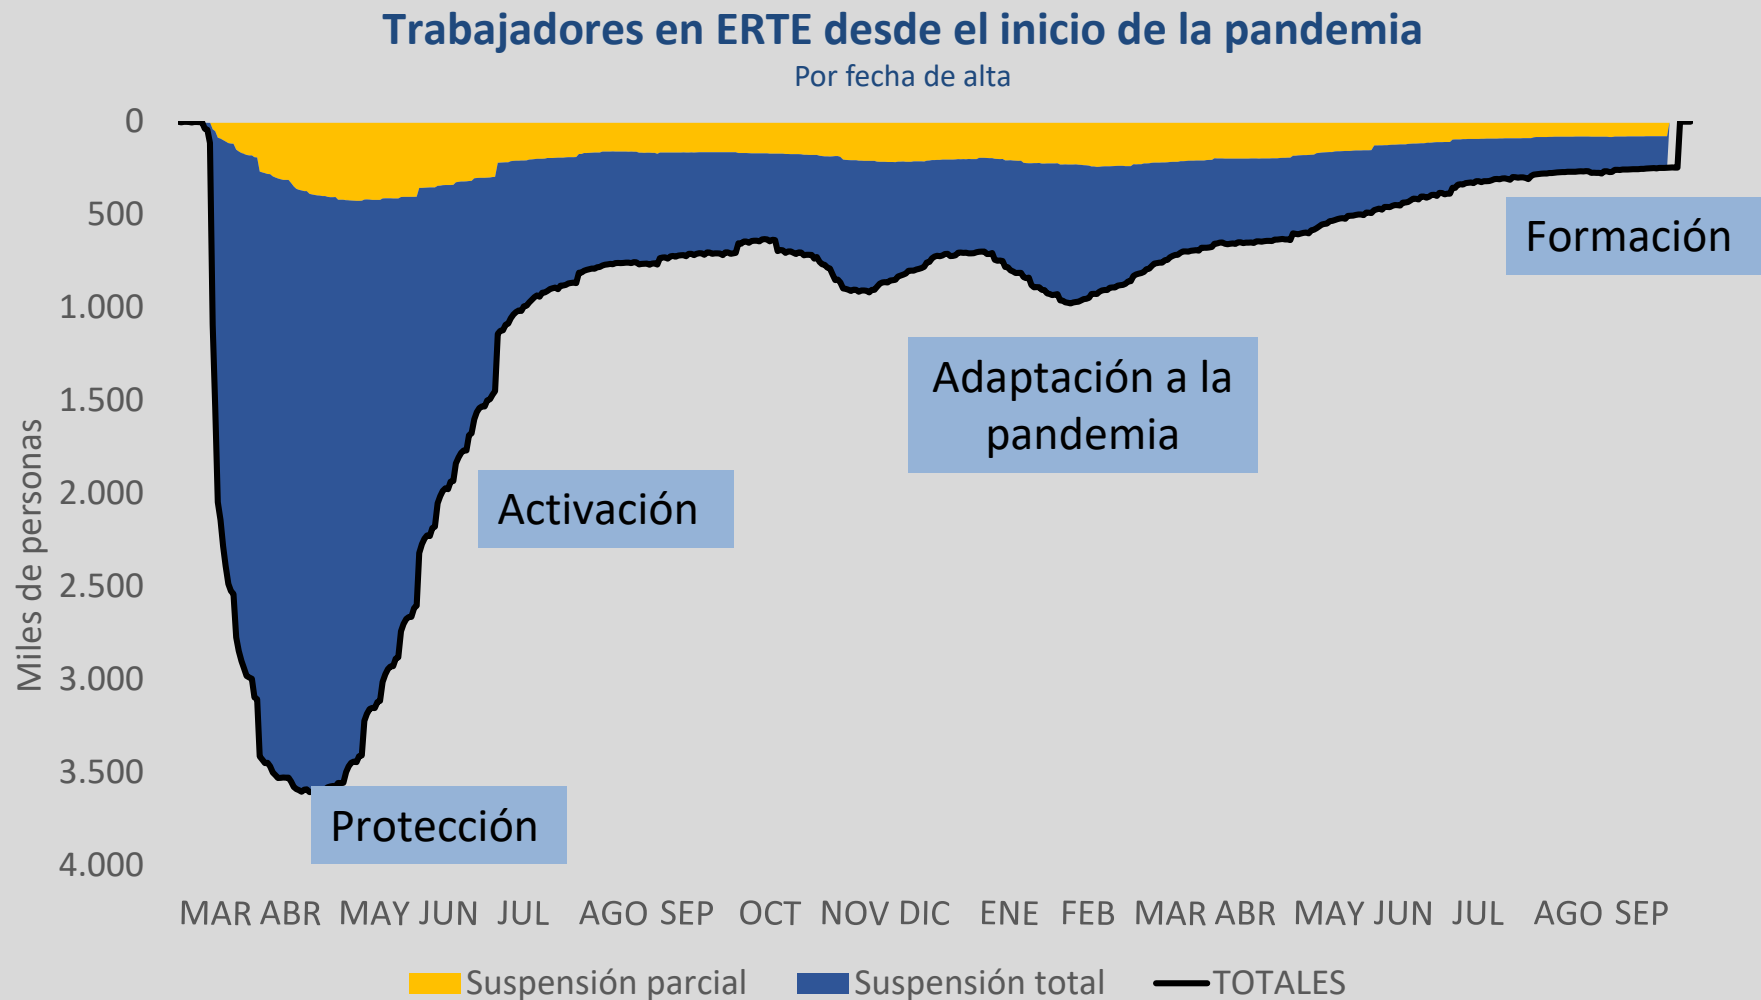 Trabajadores en ERTE desde el inicio de la pandemia
Por fecha de alta
Miles de personas
0
500
1.000
1.500
2.000
2.500
3.000
3.500
4.000
Formación
Adaptación a la
pandemia
Activación
Protección
MAR ABR MAY JUN JUL AGO SEP OCT NOV DIC ENE FEB MAR ABR MAY JUN JUL AGO SEP
Suspensión parcial Suspensión total TOTALES